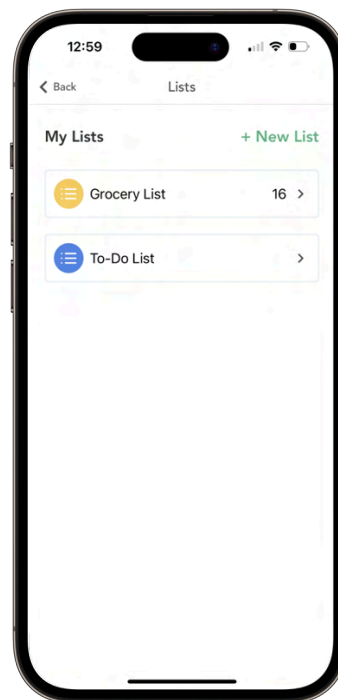 12:59
Back
Lists
My Lists
+ New List
Grocery List
16
To-Do List